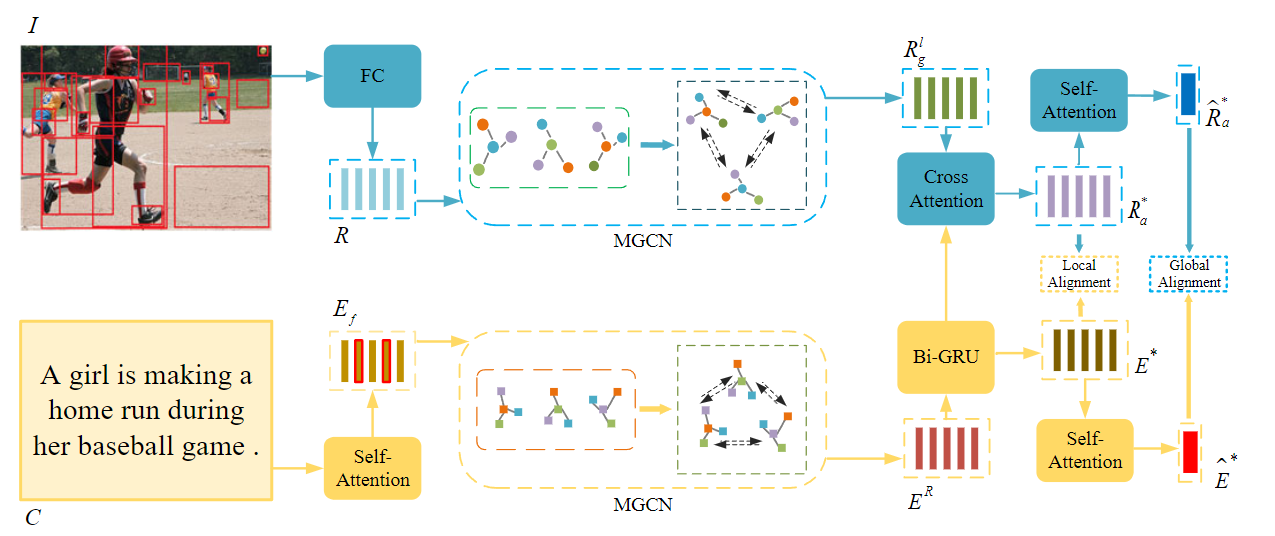 I
FC
R
MGCN
R_g^l
Cross
Attention
Self-
Attention
R_a^*
\hat{R}_a^*
Local
Alignment
Global
Alignment
A girl is making a
home run during
her baseball game .
C
Self-
Attention
E_f
MGCN
E^R
Bi-GRU
E^*
Self-
Attention
\hat{E}^*